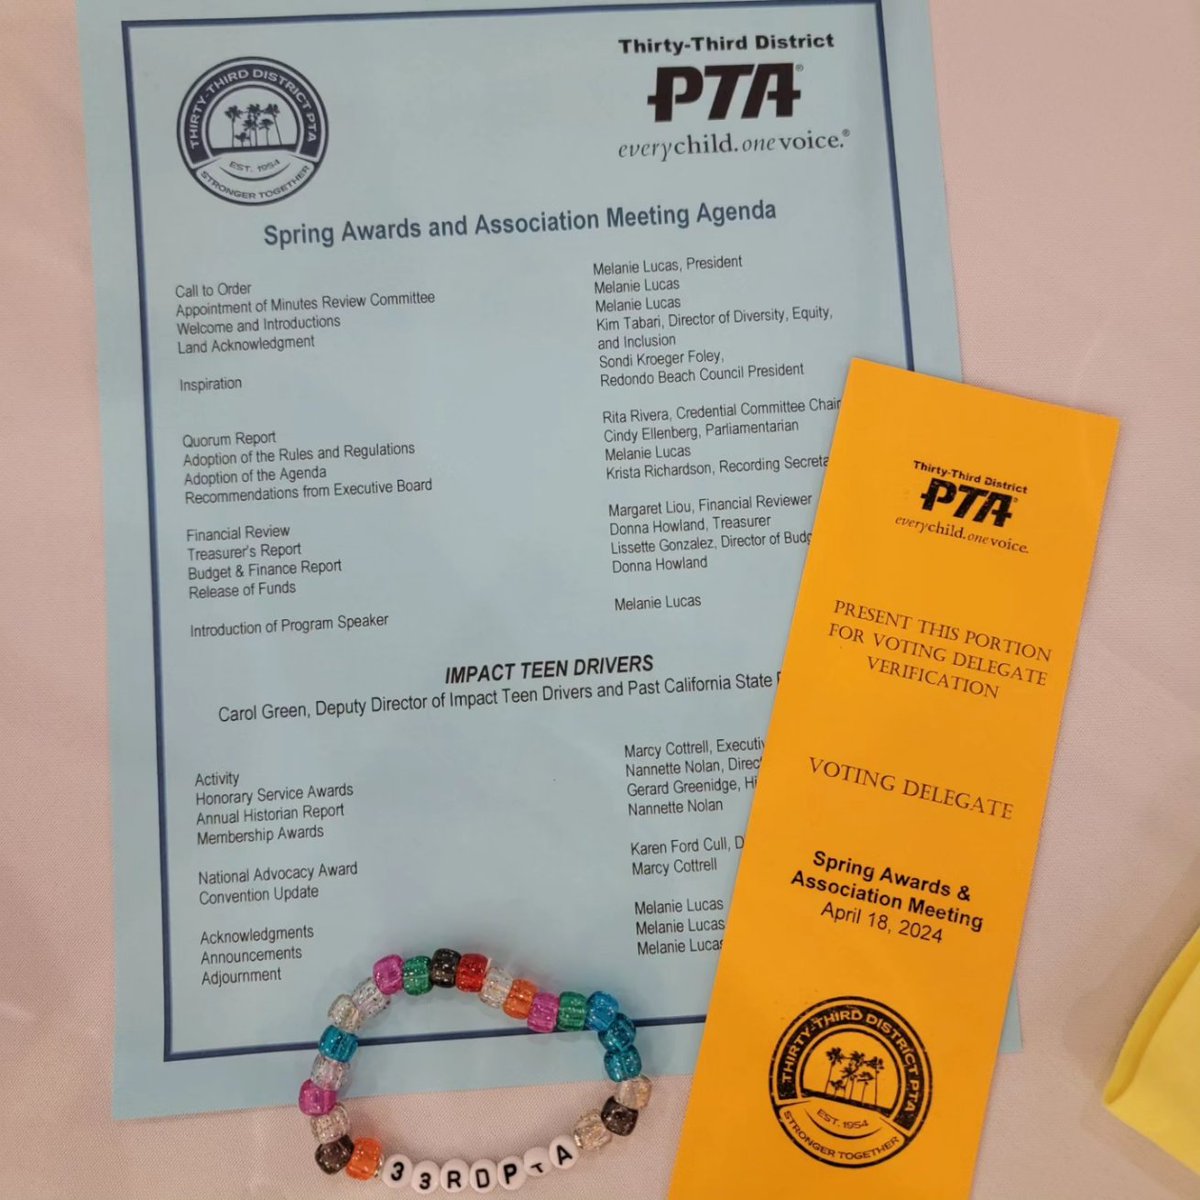 THIRTY-THIRD DISTRICT PTA
EST. 1954
STRONGER TOGETHER
Thirty-Third District
PTA®
everychild.onevoice.®
Spring Awards and Association Meeting Agenda
Call to Order
Appointment of Minutes Review Committee
Welcome and Introductions
Land Acknowledgment
Inspiration
Quorum Report
Adoption of the Rules and Regulations
Adoption of the Agenda
Recommendations from Executive Board
Financial Review
Treasurer's Report
Budget & Finance Report
Release of Funds
Introduction of Program Speaker
Melanie Lucas, President
Melanie Lucas
Melanie Lucas
Kim Tabari, Director of Diversity, Equity,
and Inclusion
Sondi Kroeger Foley,
Redondo Beach Council President
Rita Rivera, Credential Committee Chair
Cindy Ellenberg, Parliamentarian
Melanie Lucas
Krista Richardson, Recording
Margaret Liou, Financial Reviewer
Donna Howland, Treasurer
Lissette Gonzalez, Director of
Donna Howland
Melanie Lucas
IMPACT TEEN DRIVERS
Carol Green, Deputy Director of Impact Teen Drivers and Past California State
Activity
Honorary Service Awards
Annual Historian Report
Membership Awards
National Advocacy Award
Convention Update
Acknowledgments
Announcements
Adjournment
Marcy Cottrell,
Nannette Nolan,
Gerard Greenidge,
Nannette Nolan
Karen Ford Cull,
Marcy Cottrell
Melanie Lucas
Melanie Lucas
Melanie Lucas
33RDPTA
Thirty-Third District
PTA®
everychild.onevoice.
PRESENT THIS PORTION
FOR VOTING DELEGATE
VERIFICATION
VOTING DELEGATE
Spring Awards &
Association Meeting
April 18, 2024
THIRTY-THIRD DISTRICT PTA
EST. 1954
STRONGER TOGETHER